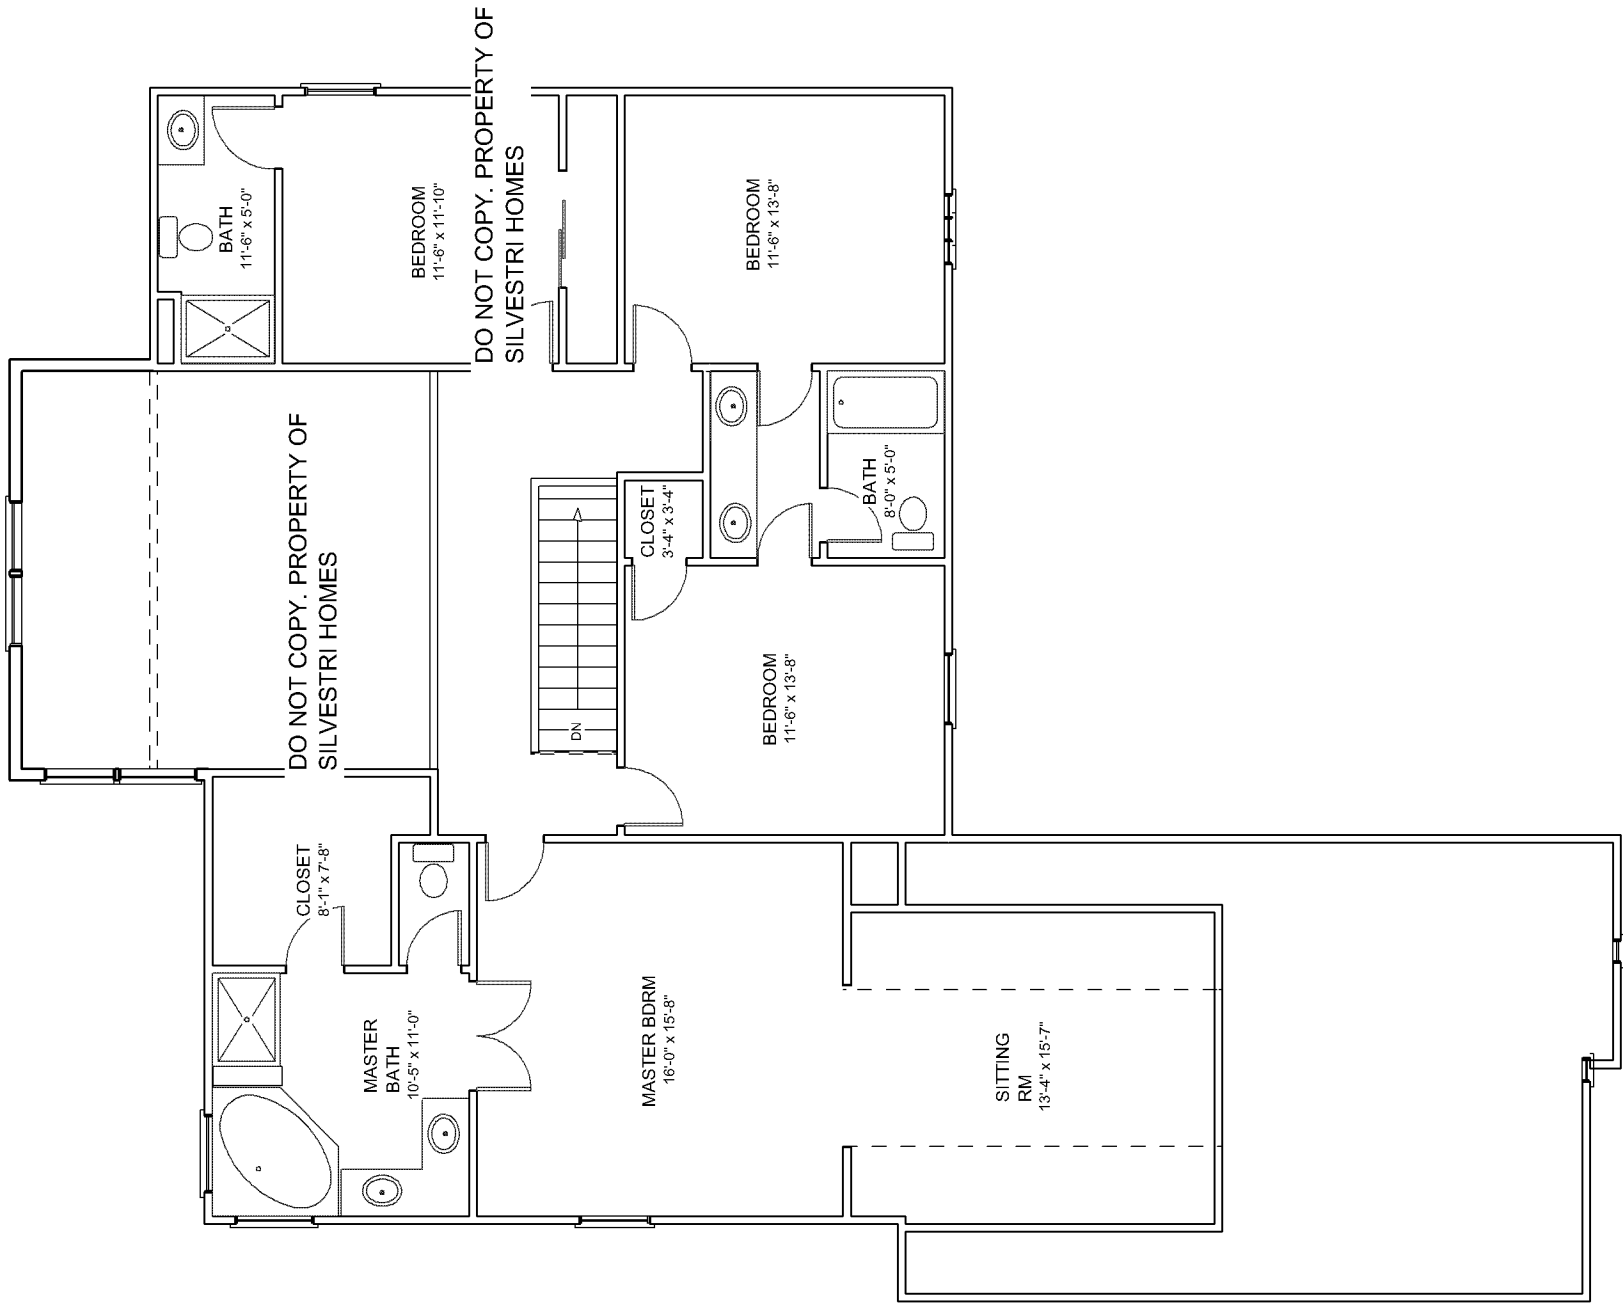 DO NOT COPY. PROPERTY OF
SILVESTRI HOMES
BATH
11'-6" x 5'-0"
BEDROOM
11'-6" x 11'-10"
BEDROOM
11'-6" x 13'-8"
DO NOT COPY. PROPERTY OF
SILVESTRI HOMES
CLOSET
3'-4" x 3'-4"
BATH
8'-0" x 5'-0"
DN
BEDROOM
11'-6" x 13'-8"
CLOSET
8'-1" x 7'-8"
MASTER
BATH
10'-5" x 11'-0"
MASTER BDRM
16'-0" x 15'-8"
SITTING
RM
13'-4" x 15'-7"